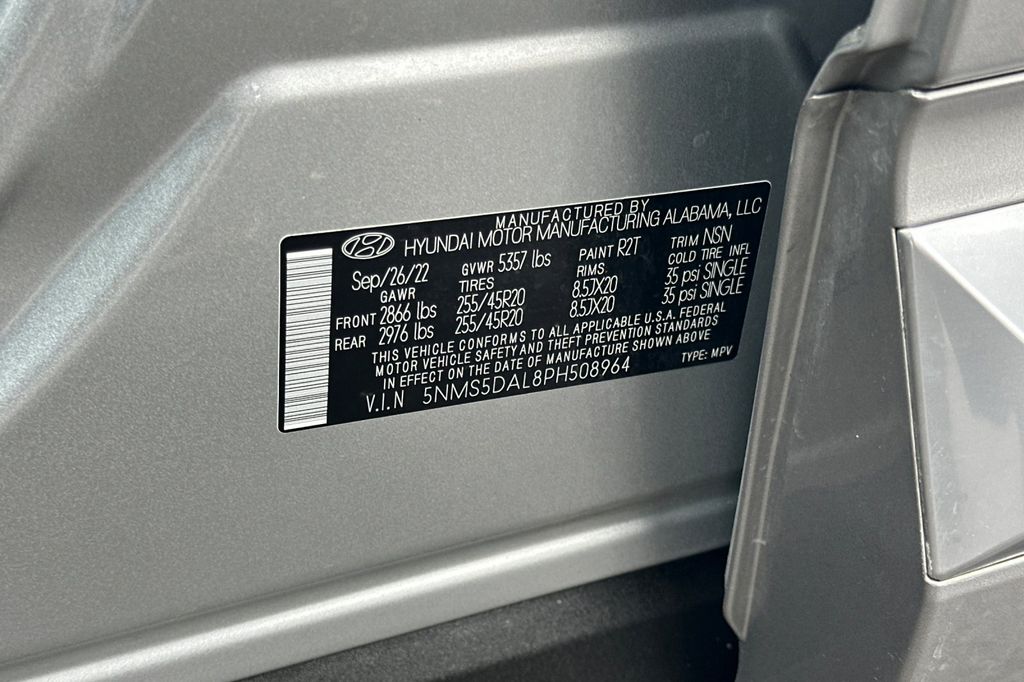 MANUFACTURED BY
HYUNDAI MOTOR MANUFACTURING ALABAMA, LLC
Sep/26/22 GVWR 5357 lbs PAINT R2T TRIM NSN
GAWR TIRES RIMS COLD TIRE INFL
FRONT 2866 lbs 255/45R20 8.5JX20 35 psi SINGLE
REAR 2976 lbs 255/45R20 8.5JX20 35 psi SINGLE
THIS VEHICLE CONFORMS TO ALL APPLICABLE U.S.A. FEDERAL
MOTOR VEHICLE SAFETY AND THEFT PREVENTION STANDARDS
IN EFFECT ON THE DATE OF MANUFACTURE SHOWN ABOVE
V.I.N 5NMS5DAL8PH508964 TYPE: MPV